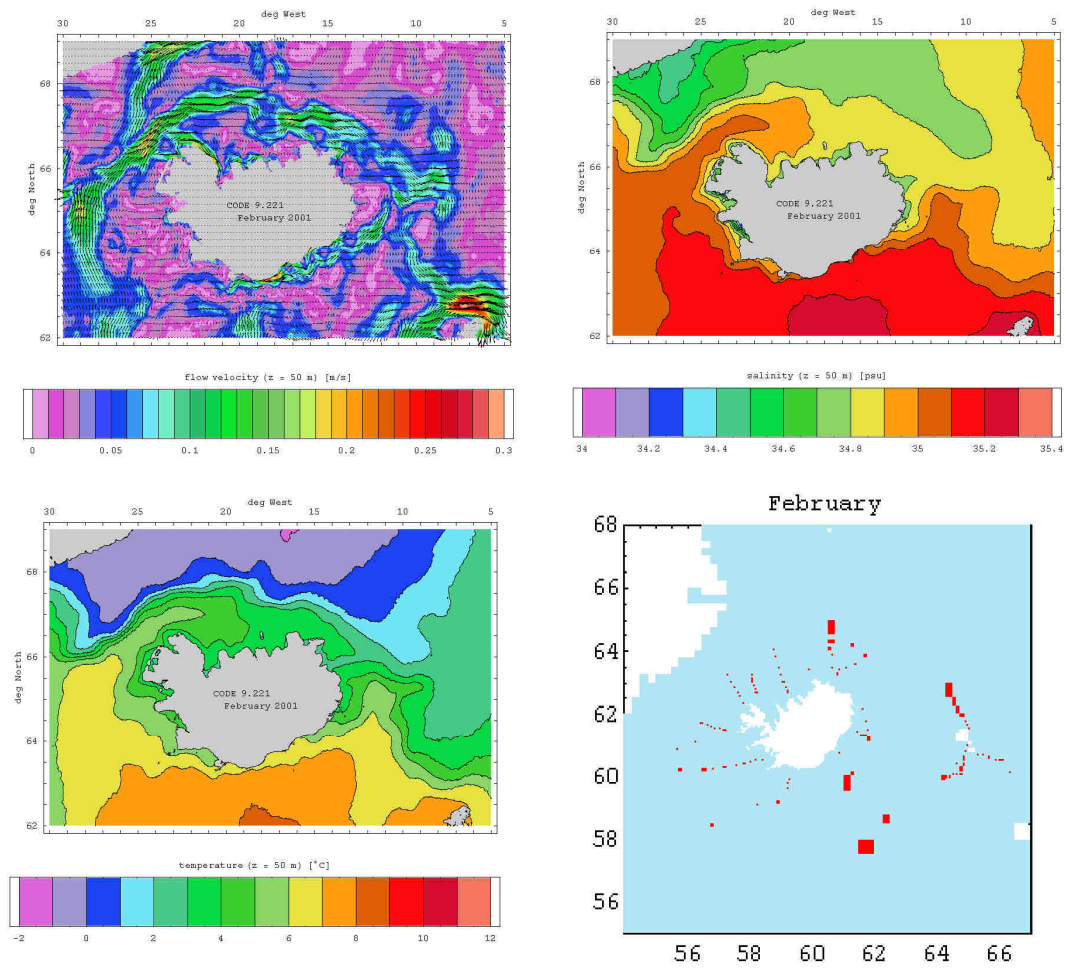 deg West
30 25 20 15 10 5
68
66
64
62
deg North
CODE 9.221
February 2001
flow velocity (z = 50 m) [m/s]
0 0.05 0.1 0.15 0.2 0.25 0.3
deg West
30 25 20 15 10 5
68
66
64
62
deg North
CODE 9.221
February 2001
salinity (z = 50 m) [psu]
34 34.2 34.4 34.6 34.8 35 35.2 35.4
deg West
30 25 20 15 10 5
68
66
64
62
deg North
CODE 9.221
February 2001
temperature (z = 50 m) [°C]
-2 0 2 4 6 8 10 12
February
68
66
64
62
60
58
56
56 58 60 62 64 66